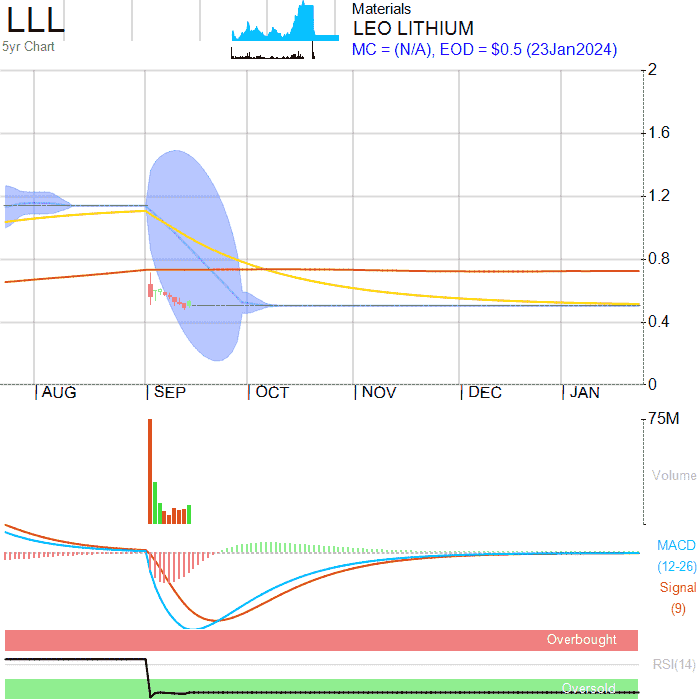 LLL
5yr Chart
Materials
LEO LITHIUM
MC = (N/A), EOD = $0.5 (23Jan2024)
2
1.6
1.2
0.8
0.4
0
AUG SEP OCT NOV DEC JAN
75M
Volume
MACD
(12-26)
Signal
(9)
Overbought
RSI(14)
Oversold